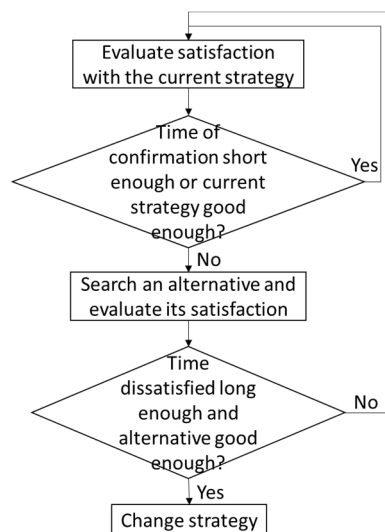 Evaluate satisfaction
with the current strategy
Time of
confirmation short
enough or current
strategy good
enough?
Yes
No
Search an alternative and
evaluate its satisfaction
Time
dissatisfied long
enough and
alternative good
enough?
No
Yes
Change strategy